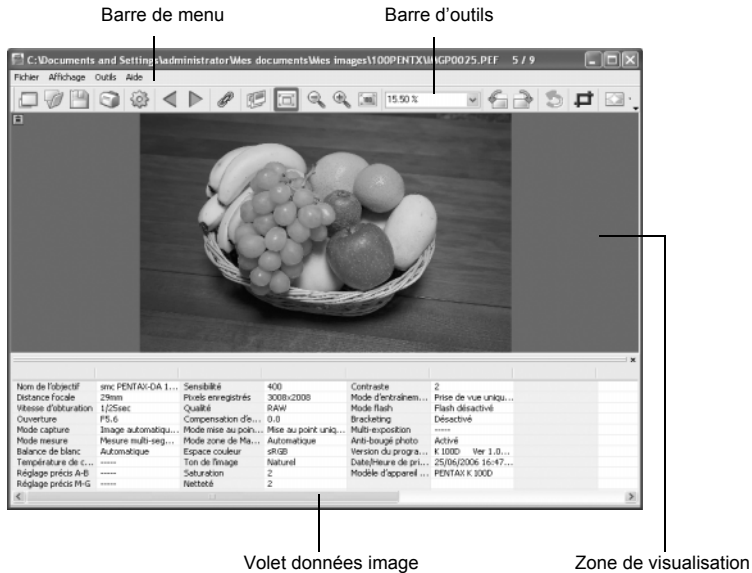 Barre de menu Barre d'outils
C:\Documents and Settings\administrator\Mes documents\Mes images\100PENTX\IMGP0025.PEF 5 / 9
Fichier Affichage Outils Aide
15.50 %
Nom de l'objectif smc PENTAX-DA 1... Sensibilité 400 Contraste 2
Distance focale 29mm Pixels enregistrés 3008x2008 Mode d'entraînem... Prise de vue uniqu...
Vitesse d'obturation 1/25sec Qualité RAW Mode flash Flash désactivé
Ouverture F5.6 Compensation d'e... 0.0 Bracketing Désactivé
Mode capture Image automatiqu... Mode mise au poin... Mise au point uniq... Multi-exposition -----
Mode mesure Mesure multi-seg... Mode zone de Ma... Automatique Anti-bougé photo Activé
Balance de blanc Automatique Espace couleur sRGB Version du progra... K100D Ver 1.0...
Température de c... ----- Ton de l'image Naturel Date/Heure de pri... 25/06/2006 16:47...
Réglage précis A-B ----- Saturation 2 Modèle d'appareil ... PENTAX K100D
Réglage précis M-G ----- Netteté 2
Volet données image Zone de visualisation